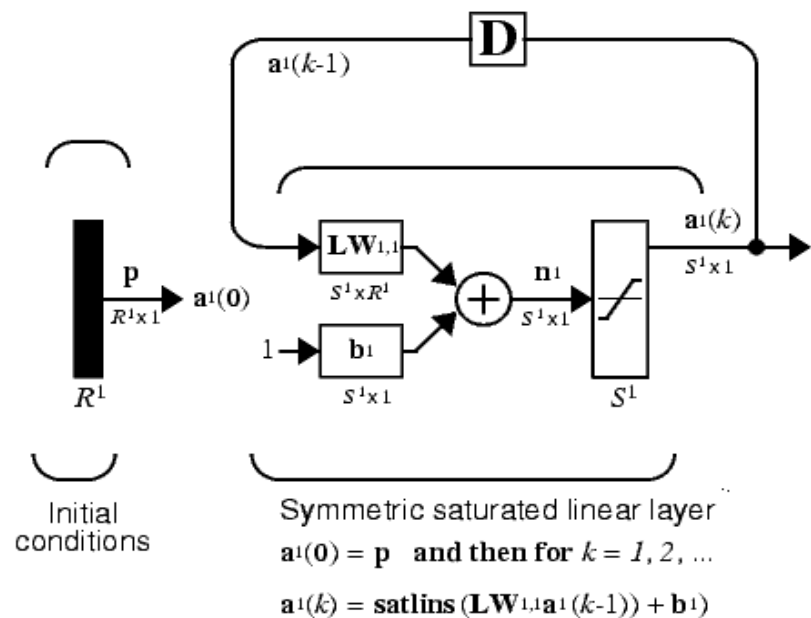 D
a¹(k-1)
a¹(k)
S¹x1
p
R¹x1
a¹(0)
R¹
LW1,1
S¹xR¹
n1
S¹x1
1
b1
S¹x1
S¹
Initial
conditions
Symmetric saturated linear layer
a¹(0) = p and then for k = 1, 2, ...
a¹(k) = satlins (LW1,1a¹(k-1)) + b1)